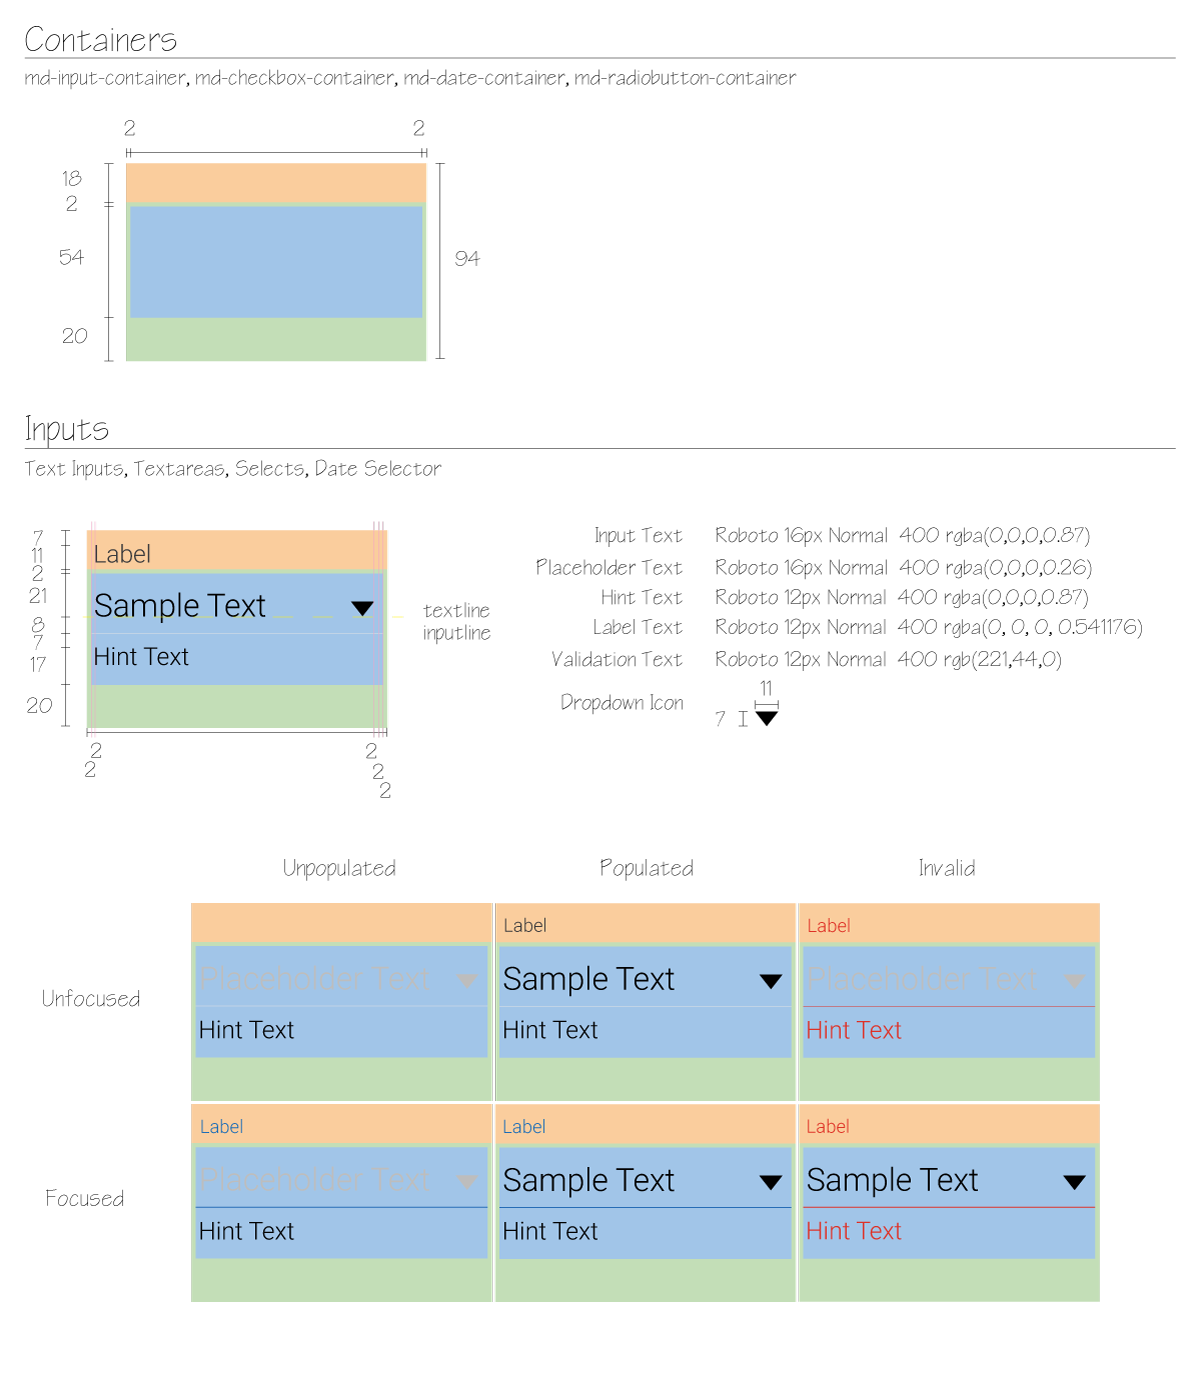 Containers
md-input-container, md-checkbox-container, md-date-container, md-radiobutton-container
2 2
18
2
54
94
20
Inputs
Text Inputs, Textareas, Selects, Date Selector
7
11
2
21
8
7
17
20
Label
Sample Text
Hint Text
textline
inputline
2 2
2 2
2
Input Text Roboto 16px Normal 400 rgba(0,0,0,0.87)
Placeholder Text Roboto 16px Normal 400 rgba(0,0,0,0.26)
Hint Text Roboto 12px Normal 400 rgba(0,0,0,0.87)
Label Text Roboto 12px Normal 400 rgba(0, 0, 0, 0.541176)
Validation Text Roboto 12px Normal 400 rgb(221,44,0)
Dropdown Icon
11
7
Unpopulated Populated Invalid
Unfocused
Placeholder Text
Hint Text
Label
Sample Text
Hint Text
Label
Placeholder Text
Hint Text
Focused
Label
Placeholder Text
Hint Text
Label
Sample Text
Hint Text
Label
Sample Text
Hint Text